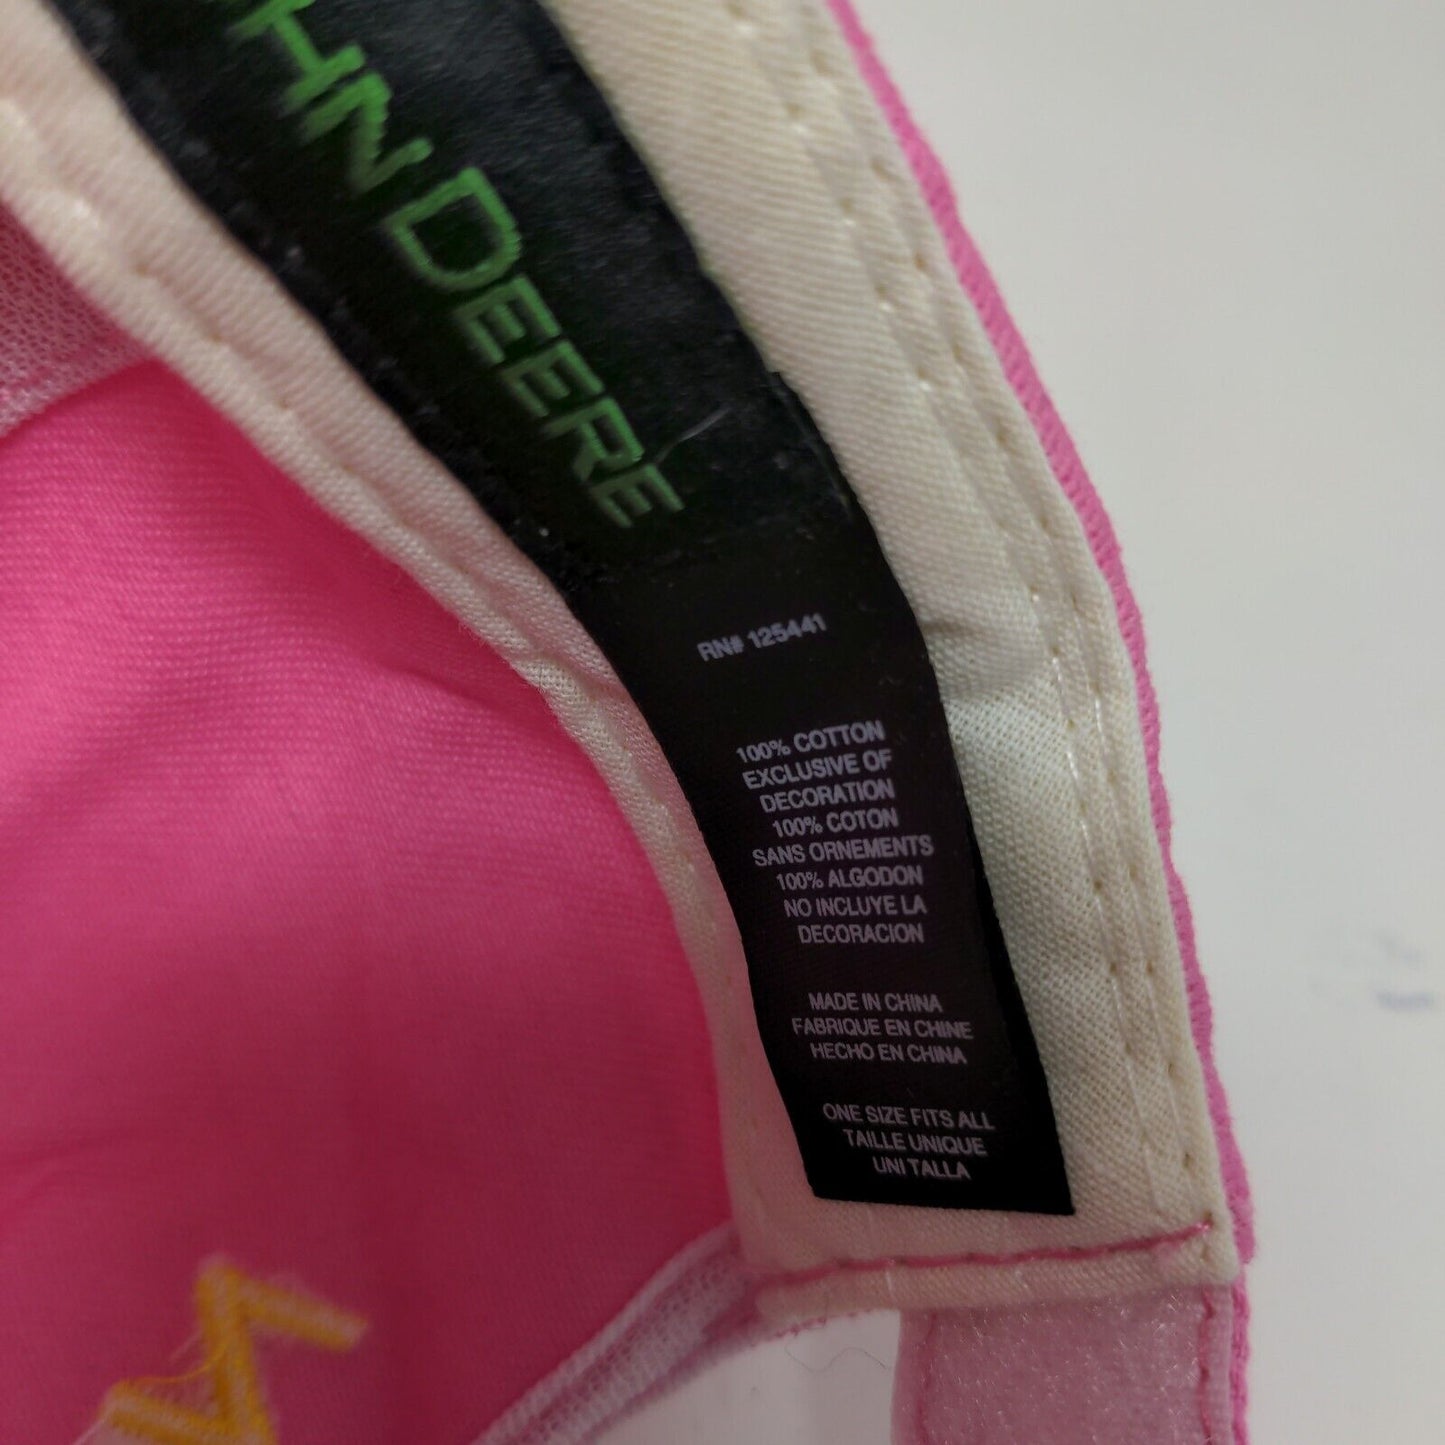 HN DEERE
RN# 125441
100% COTTON
EXCLUSIVE OF
DECORATION
100% COTON
SANS ORNEMENTS
100% ALGODON
NO INCLUYE LA
DECORACION
MADE IN CHINA
FABRIQUE EN CHINE
HECHO EN CHINA
ONE SIZE FITS ALL
TAILLE UNIQUE
UNI TALLA